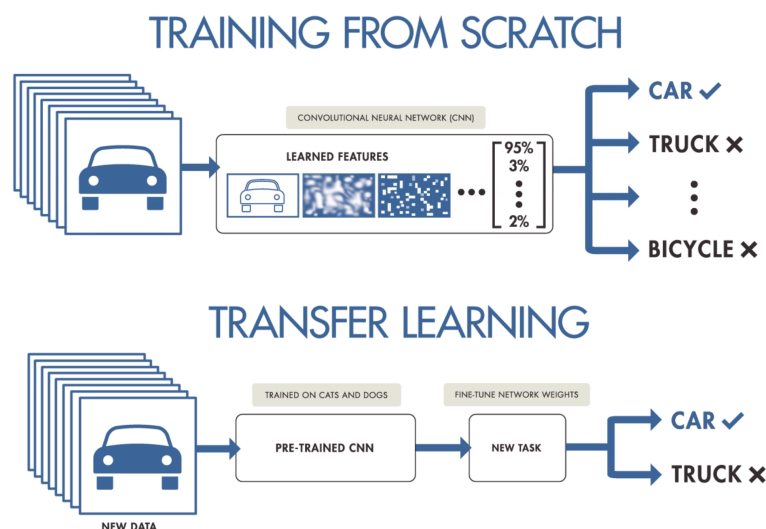 TRAINING FROM SCRATCH
CONVOLUTIONAL NEURAL NETWORK (CNN)
LEARNED FEATURES
95%
3%
2%
CAR
TRUCK
BICYCLE
TRANSFER LEARNING
TRAINED ON CATS AND DOGS
FINE-TUNE NETWORK WEIGHTS
PRE-TRAINED CNN
NEW TASK
CAR
TRUCK
NEW DATA